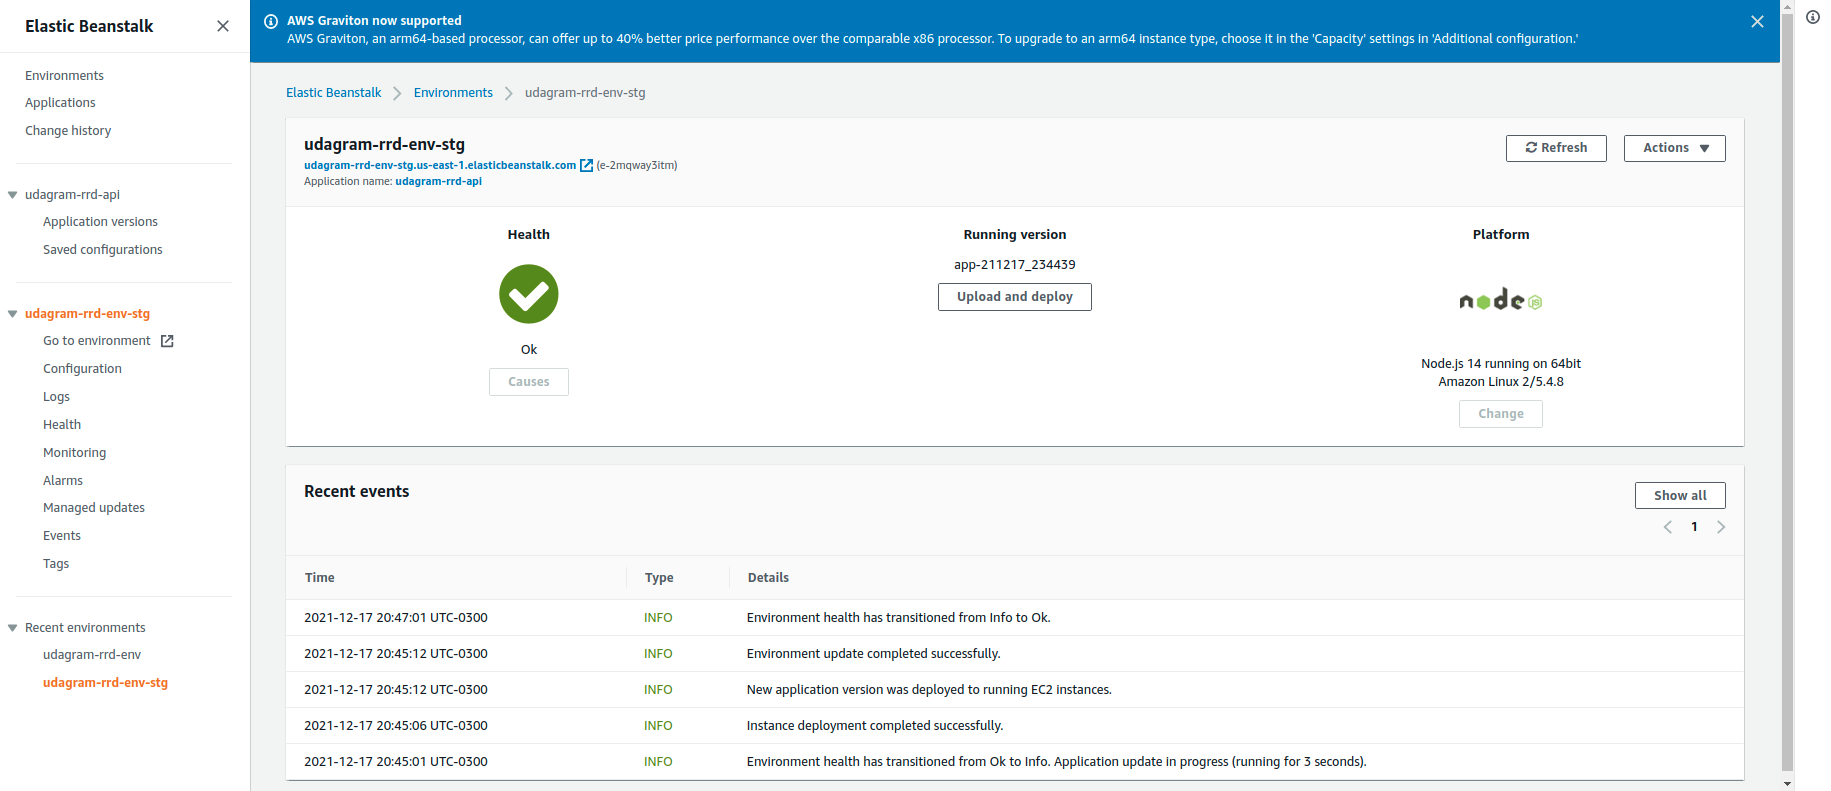 Elastic Beanstalk
Environments
Applications
Change history
udagram-rrd-api
Application versions
Saved configurations
udagram-rrd-env-stg
Go to environment
Configuration
Logs
Health
Monitoring
Alarms
Managed updates
Events
Tags
Recent environments
udagram-rrd-env
udagram-rrd-env-stg
AWS Graviton now supported
AWS Graviton, an arm64-based processor, can offer up to 40% better price performance over the comparable x86 processor. To upgrade to an arm64 instance type, choose it in the 'Capacity' settings in 'Additional configuration.'
Elastic Beanstalk Environments udagram-rrd-env-stg
udagram-rrd-env-stg
udagram-rrd-env-stg.us-east-1.elasticbeanstalk.com (e-2mqway3itm)
Application name: udagram-rrd-api
Refresh
Actions
Health
Ok
Causes
Running version
app-211217_234439
Upload and deploy
Platform
node JS
Node.js 14 running on 64bit
Amazon Linux 2/5.4.8
Change
Recent events
Show all
1
Time Type Details
2021-12-17 20:47:01 UTC-0300 INFO Environment health has transitioned from Info to Ok.
2021-12-17 20:45:12 UTC-0300 INFO Environment update completed successfully.
2021-12-17 20:45:12 UTC-0300 INFO New application version was deployed to running EC2 instances.
2021-12-17 20:45:06 UTC-0300 INFO Instance deployment completed successfully.
2021-12-17 20:45:01 UTC-0300 INFO Environment health has transitioned from Ok to Info. Application update in progress (running for 3 seconds).